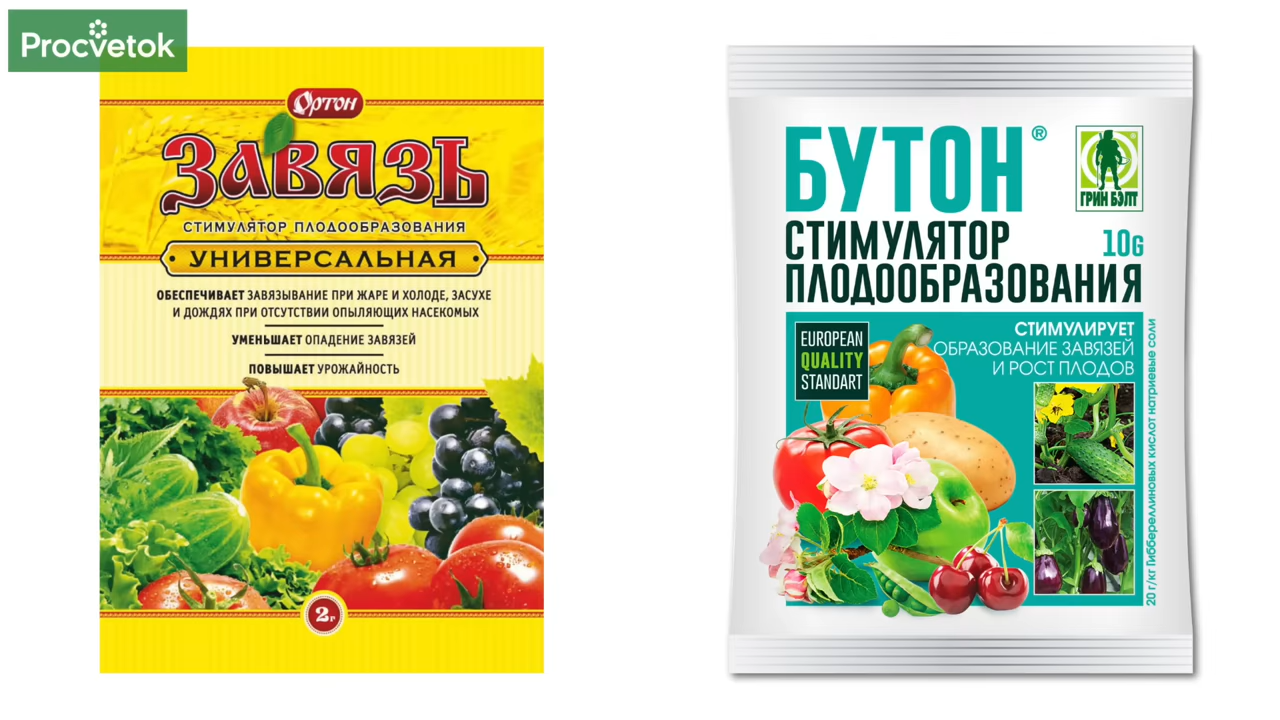 Procvetok
Ортон
Завязь
СТИМУЛЯТОР ПЛОДООБРАЗОВАНИЯ
УНИВЕРСАЛЬНАЯ
ОБЕСПЕЧИВАЕТ ЗАВЯЗЫВАНИЕ ПРИ ЖАРЕ И ХОЛОДЕ, ЗАСУХЕ
И ДОЖДЯХ ПРИ ОТСУТСТВИИ ОПЫЛЯЮЩИХ НАСЕКОМЫХ
УМЕНЬШАЕТ ОПАДЕНИЕ ЗАВЯЗЕЙ
ПОВЫШАЕТ УРОЖАЙНОСТЬ
2г
БУТОН®
ГРИН БЭЛТ
СТИМУЛЯТОР
10G
ПЛОДООБРАЗОВАНИЯ
EUROPEAN
QUALITY
STANDART
СТИМУЛИРУЕТ
ОБРАЗОВАНИЕ ЗАВЯЗЕЙ
И РОСТ ПЛОДОВ
20 г/кг Гиббереллиновых кислот натриевые соли